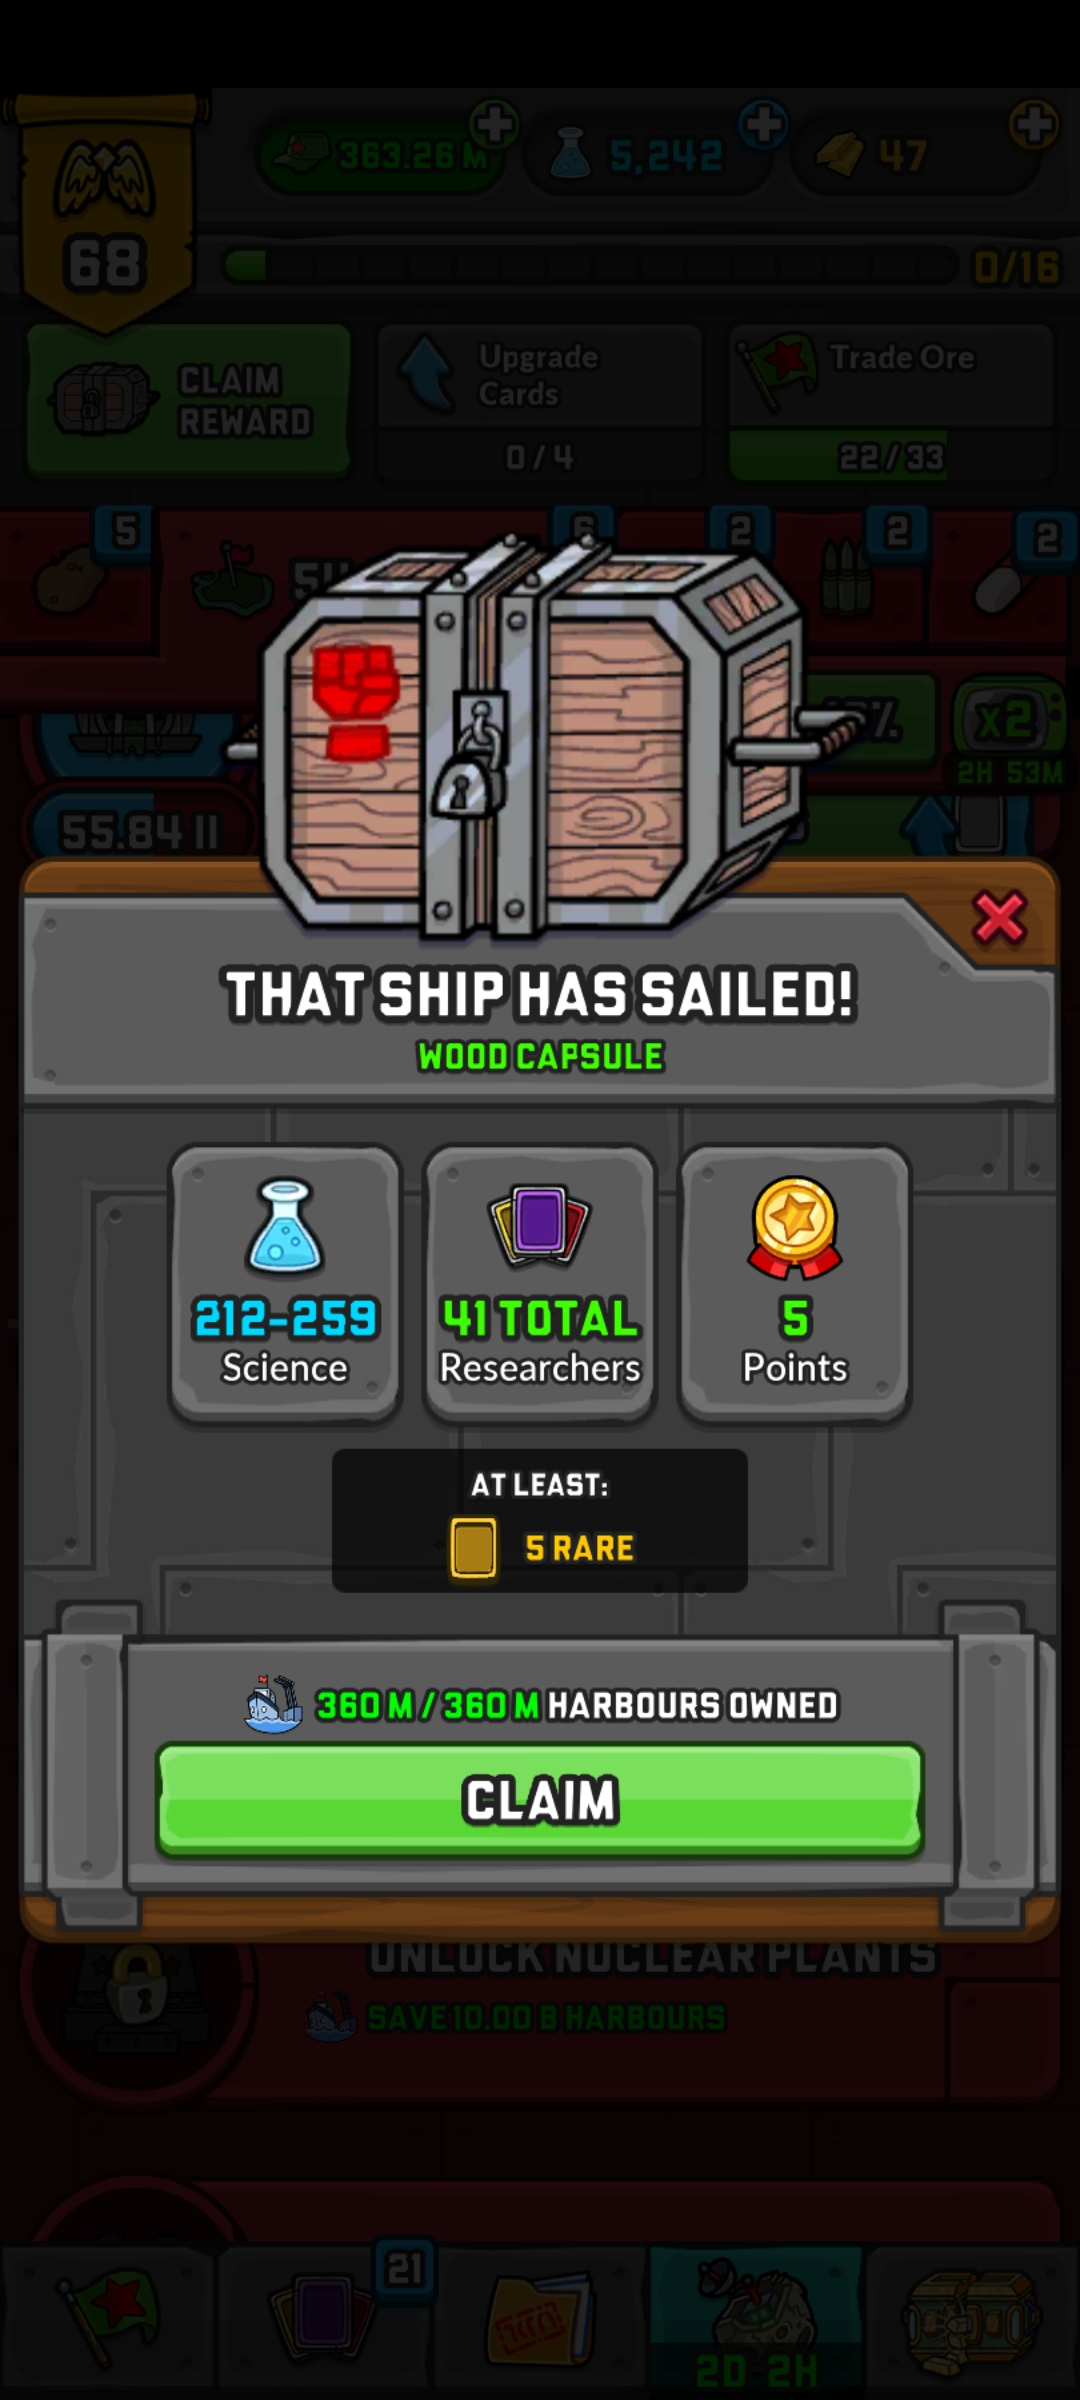 363.26 M
5,242
47
68
0/16
CLAIM
REWARD
Upgrade
Cards
0 / 4
Trade Ore
22/33
5
6
2
2
2
x2
2H 53M
55.84 II
THAT SHIP HAS SAILED!
WOOD CAPSULE
212-259
Science
41 TOTAL
Researchers
5
Points
AT LEAST:
5 RARE
360 M / 360 M HARBOURS OWNED
CLAIM
UNLOCK NUCLEAR PLANTS
SAVE 10.00 B HARBOURS
21
2D 2H